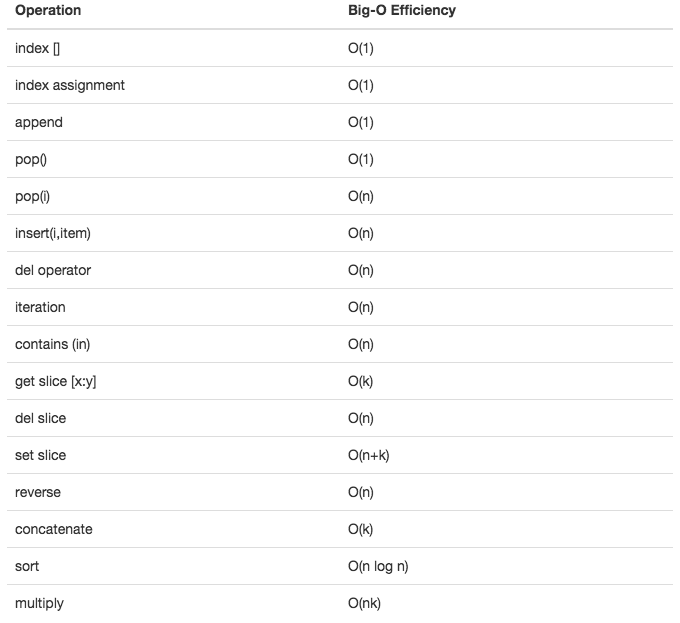 Operation Big-O Efficiency
index [] O(1)
index assignment O(1)
append O(1)
pop() O(1)
pop(i) O(n)
insert(i,item) O(n)
del operator O(n)
iteration O(n)
contains (in) O(n)
get slice [x:y] O(k)
del slice O(n)
set slice O(n+k)
reverse O(n)
concatenate O(k)
sort O(n log n)
multiply O(nk)